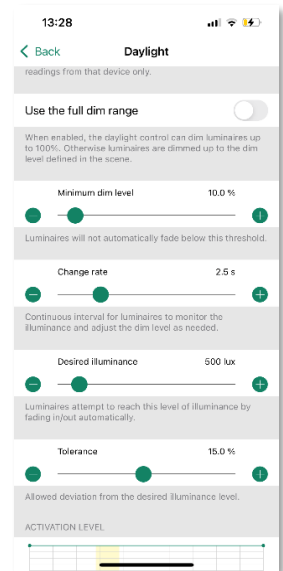 13:28
Back Daylight
readings from that device only.
Use the full dim range
When enabled, the daylight control can dim luminaires up
to 100%. Otherwise luminaires are dimmed up to the dim
level defined in the scene.
Minimum dim level 10.0 %
Luminaires will not automatically fade below this threshold.
Change rate 2.5 s
Continuous interval for luminaires to monitor the
illuminance and adjust the dim level as needed.
Desired illuminance 500 lux
Luminaires attempt to reach this level of illuminance by
fading in/out automatically.
Tolerance 15.0 %
Allowed deviation from the desired illuminance level.
ACTIVATION LEVEL